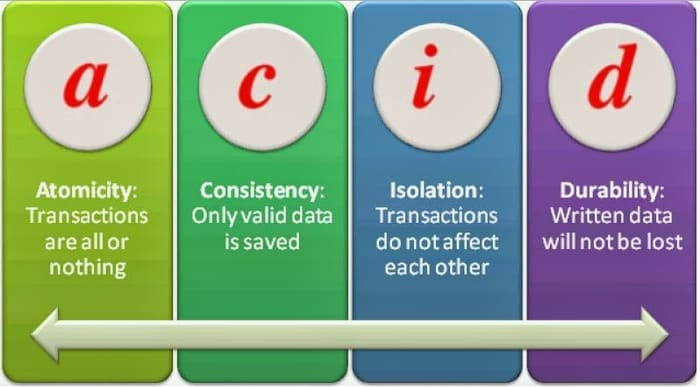 a
Atomicity:
Transactions
are all or
nothing
c
Consistency:
Only valid data
is saved
i
Isolation:
Transactions
do not affect
each other
d
Durability:
Written data
will not be lost